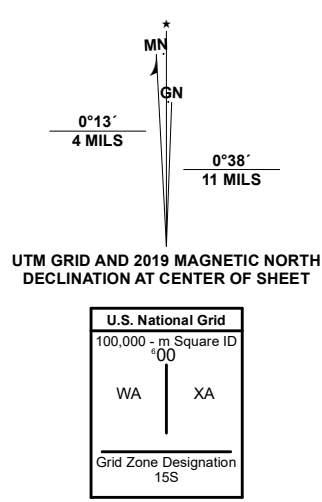 MN
GN
0°13´
4 MILS
0°38´
11 MILS
UTM GRID AND 2019 MAGNETIC NORTH
DECLINATION AT CENTER OF SHEET
U.S. National Grid
100,000 - m Square ID
⁶00
WA XA
Grid Zone Designation
15S